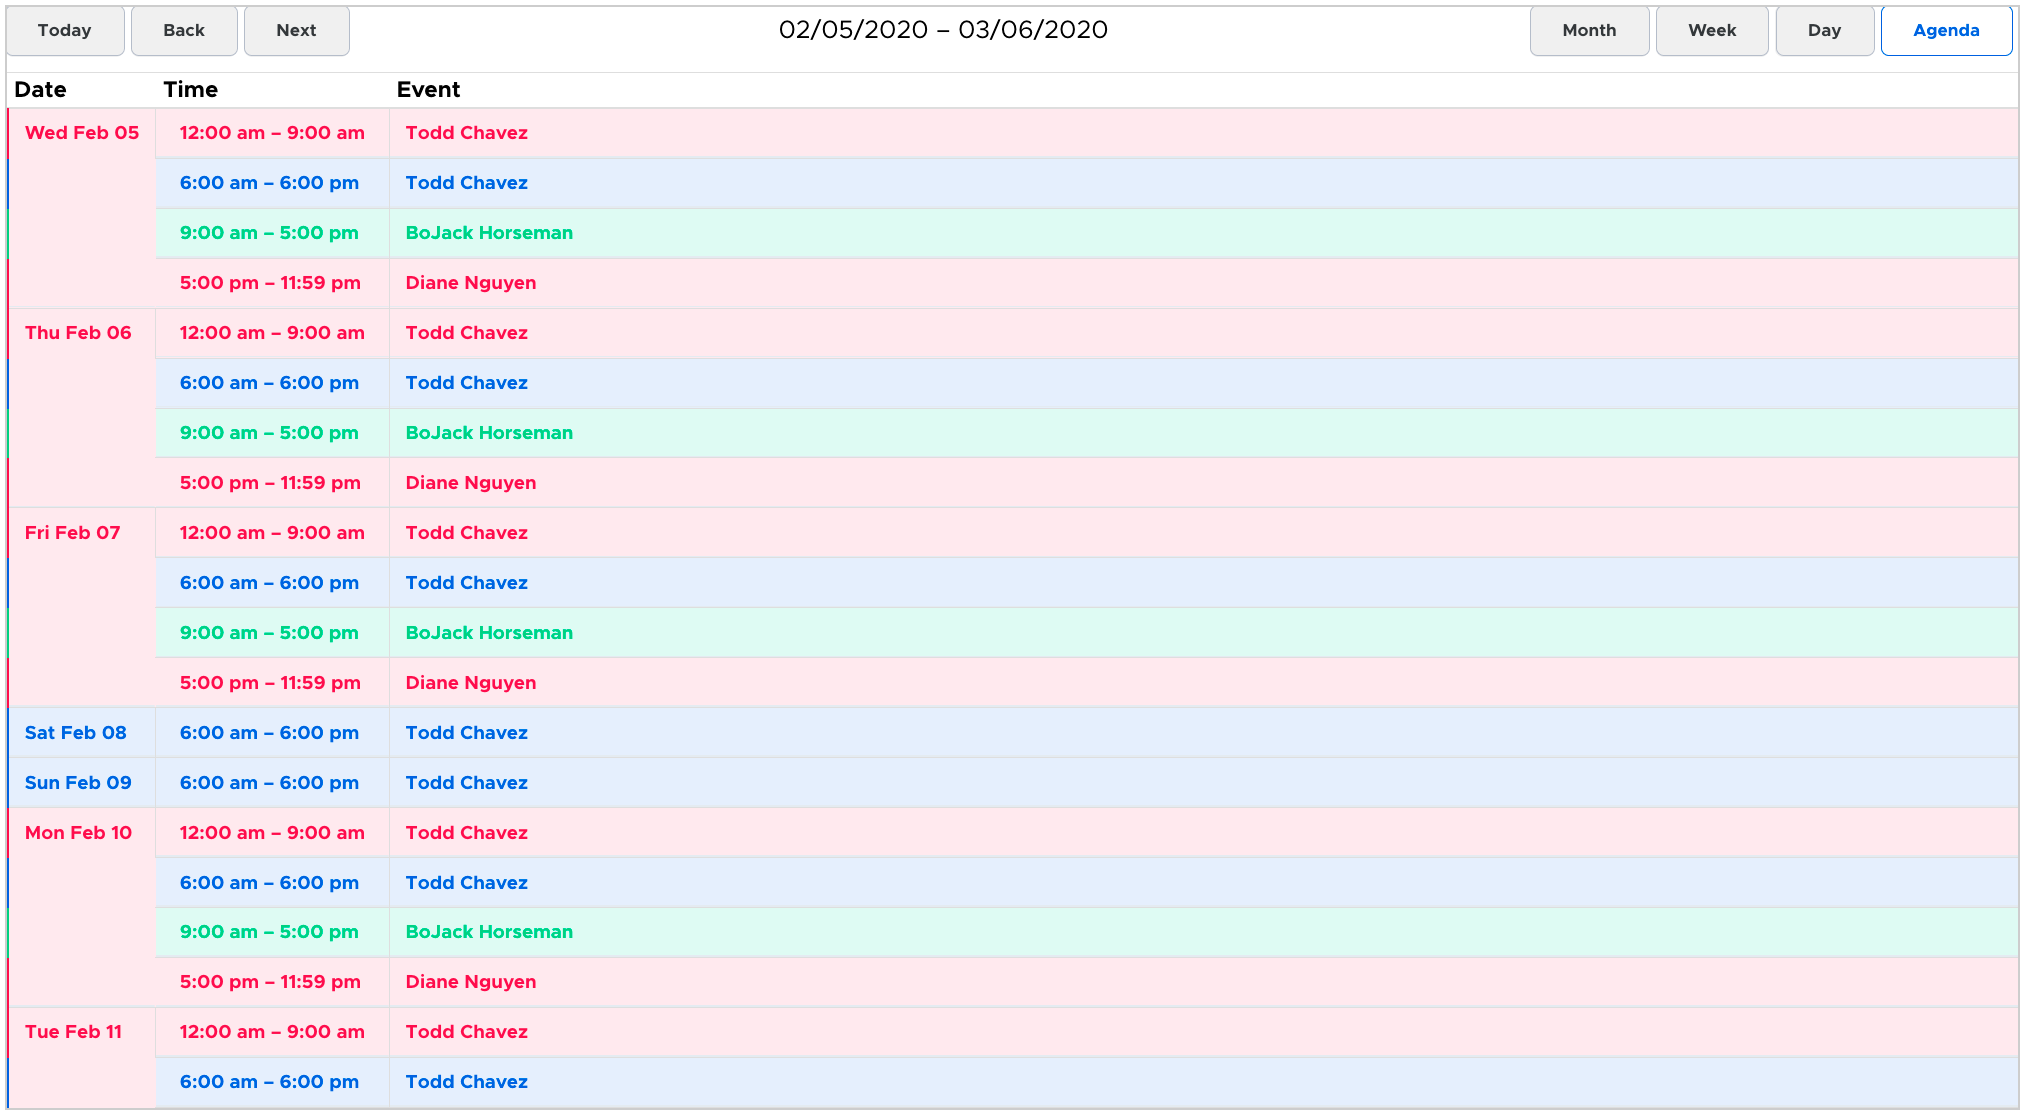 Today Back Next 02/05/2020 – 03/06/2020 Month Week Day Agenda
Date Time Event
Wed Feb 05 12:00 am – 9:00 am Todd Chavez
6:00 am – 6:00 pm Todd Chavez
9:00 am – 5:00 pm BoJack Horseman
5:00 pm – 11:59 pm Diane Nguyen
Thu Feb 06 12:00 am – 9:00 am Todd Chavez
6:00 am – 6:00 pm Todd Chavez
9:00 am – 5:00 pm BoJack Horseman
5:00 pm – 11:59 pm Diane Nguyen
Fri Feb 07 12:00 am – 9:00 am Todd Chavez
6:00 am – 6:00 pm Todd Chavez
9:00 am – 5:00 pm BoJack Horseman
5:00 pm – 11:59 pm Diane Nguyen
Sat Feb 08 6:00 am – 6:00 pm Todd Chavez
Sun Feb 09 6:00 am – 6:00 pm Todd Chavez
Mon Feb 10 12:00 am – 9:00 am Todd Chavez
6:00 am – 6:00 pm Todd Chavez
9:00 am – 5:00 pm BoJack Horseman
5:00 pm – 11:59 pm Diane Nguyen
Tue Feb 11 12:00 am – 9:00 am Todd Chavez
6:00 am – 6:00 pm Todd Chavez